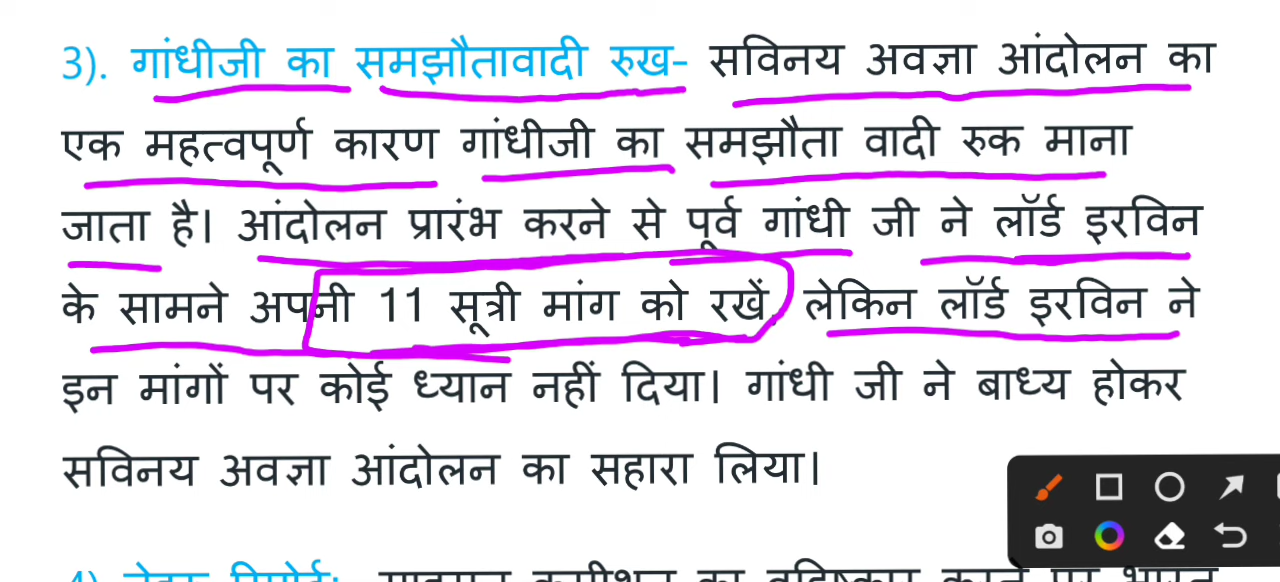 3). गांधीजी का समझौतावादी रुख- सविनय अवज्ञा आंदोलन का
एक महत्वपूर्ण कारण गांधीजी का समझौता वादी रुक माना
जाता है। आंदोलन प्रारंभ करने से पूर्व गांधी जी ने लॉर्ड इरविन
के सामने अपनी 11 सूत्री मांग को रखें, लेकिन लॉर्ड इरविन ने
इन मांगों पर कोई ध्यान नहीं दिया। गांधी जी ने बाध्य होकर
सविनय अवज्ञा आंदोलन का सहारा लिया।